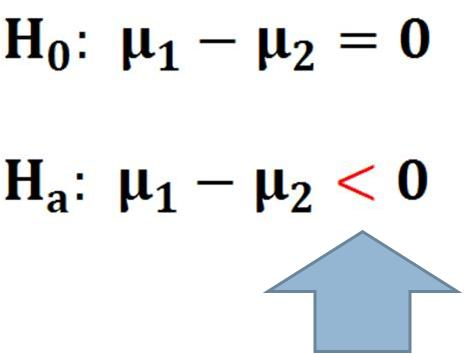 H₀: μ₁ − μ₂ = 0
Hₐ: μ₁ − μ₂ < 0